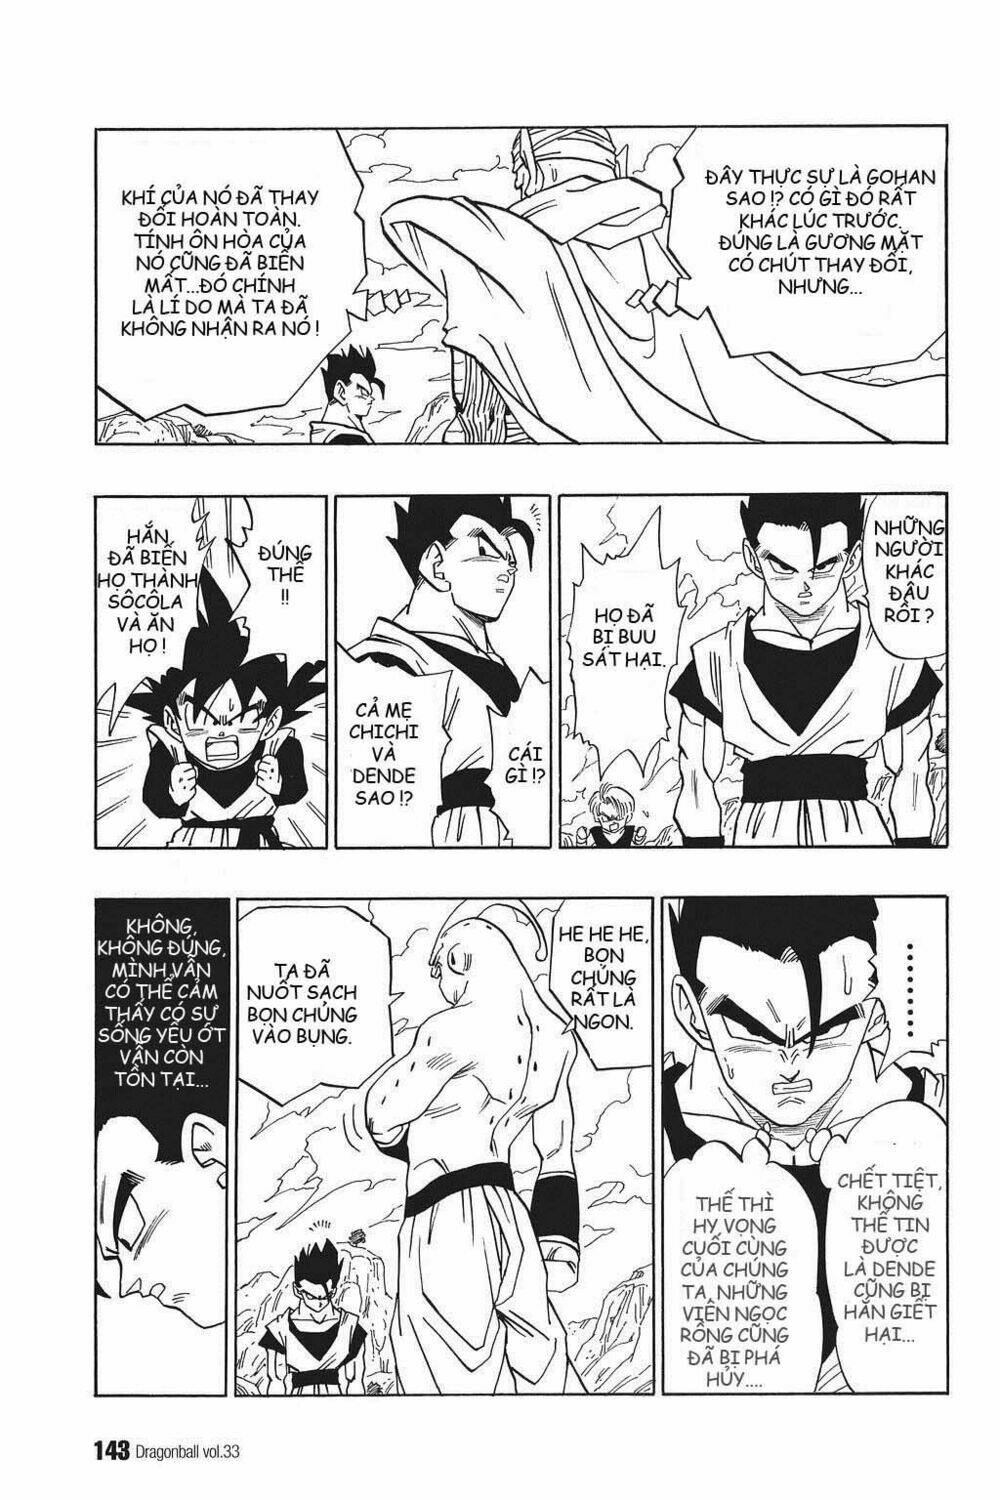 ĐÂY THỰC SỰ LÀ GOHAN
SAO !? CÓ GÌ ĐÓ RẤT
KHÁC LÚC TRƯỚC.
ĐÚNG LÀ GƯƠNG MẶT
CÓ CHÚT THAY ĐỔI,
NHƯNG...
KHÍ CỦA NÓ ĐÃ THAY
ĐỔI HOÀN TOÀN.
TÍNH ÔN HÒA CỦA
NÓ CŨNG ĐÃ BIẾN
MẤT...ĐÓ CHÍNH
LÀ LÍ DO MÀ TA ĐÃ
KHÔNG NHẬN RA NÓ !
NHỮNG
NGƯỜI
KHÁC
ĐÂU
RỒI ?
HỌ ĐÃ
BỊ BUU
SÁT HẠI.
CÁI
GÌ !?
CẢ MẸ
CHICHI
VÀ
DENDE
SAO !?
ĐÚNG
THẾ
!!
HẮN
ĐÃ BIẾN
HỌ THÀNH
SÔCÔLA
VÀ ĂN
HỌ !
.........
CHẾT TIỆT,
KHÔNG
THỂ TIN
ĐƯỢC
LÀ DENDE
CŨNG BỊ
HẮN GIẾT
HẠI...
THẾ THÌ
HY VỌNG
CUỐI CÙNG
CỦA CHÚNG
TA, NHỮNG
VIÊN NGỌC
RỒNG CŨNG
ĐÃ BỊ PHÁ
HỦY....
HE HE HE,
BỌN
CHÚNG
RẤT LÀ
NGON.
TA ĐÃ
NUỐT SẠCH
BỌN CHÚNG
VÀO BỤNG.
KHÔNG,
KHÔNG ĐÚNG,
MÌNH VẪN
CÓ THỂ CẢM
THẤY CÓ SỰ
SỐNG YẾU ỚT
VẪN CÒN
TỒN TẠI...
143 Dragonball vol.33